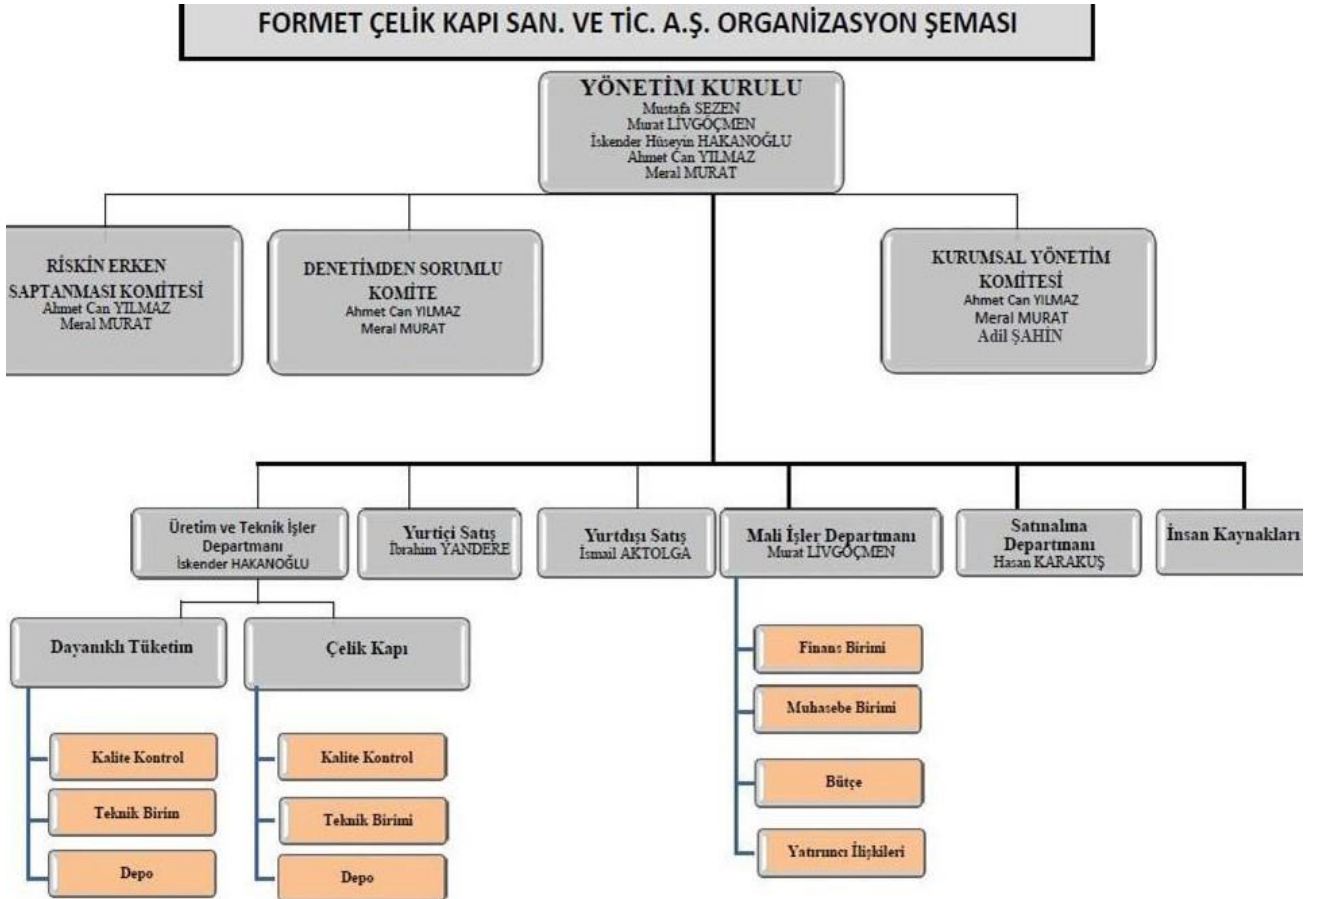 FORMET ÇELİK KAPI SAN. VE TİC. A.Ş. ORGANİZASYON ŞEMASI
YÖNETİM KURULU
Mustafa SEZEN
Murat LİVGÖÇMEN
İskender Hüseyin HAKANOĞLU
Ahmet Can YILMAZ
Meral MURAT
RİSKİN ERKEN
SAPTANMASI KOMİTESİ
Ahmet Can YILMAZ
Meral MURAT
DENETİMDEN SORUMLU
KOMİTE
Ahmet Can YILMAZ
Meral MURAT
KURUMSAL YÖNETİM
KOMİTESİ
Ahmet Can YILMAZ
Meral MURAT
Adil ŞAHİN
Üretim ve Teknik İşler
Departmanı
İskender HAKANOĞLU
Yurtiçi Satış
İbrahim YANDERE
Yurtdışı Satış
İsmail AKTOLGA
Mali İşler Departmanı
Murat LİVGÖÇMEN
Satınalma
Departmanı
Hasan KARAKUŞ
İnsan Kaynakları
Dayanıklı Tüketim
Kalite Kontrol
Teknik Birim
Depo
Çelik Kapı
Kalite Kontrol
Teknik Birimi
Depo
Finans Birimi
Muhasebe Birimi
Bütçe
Yatırımcı İlişkileri